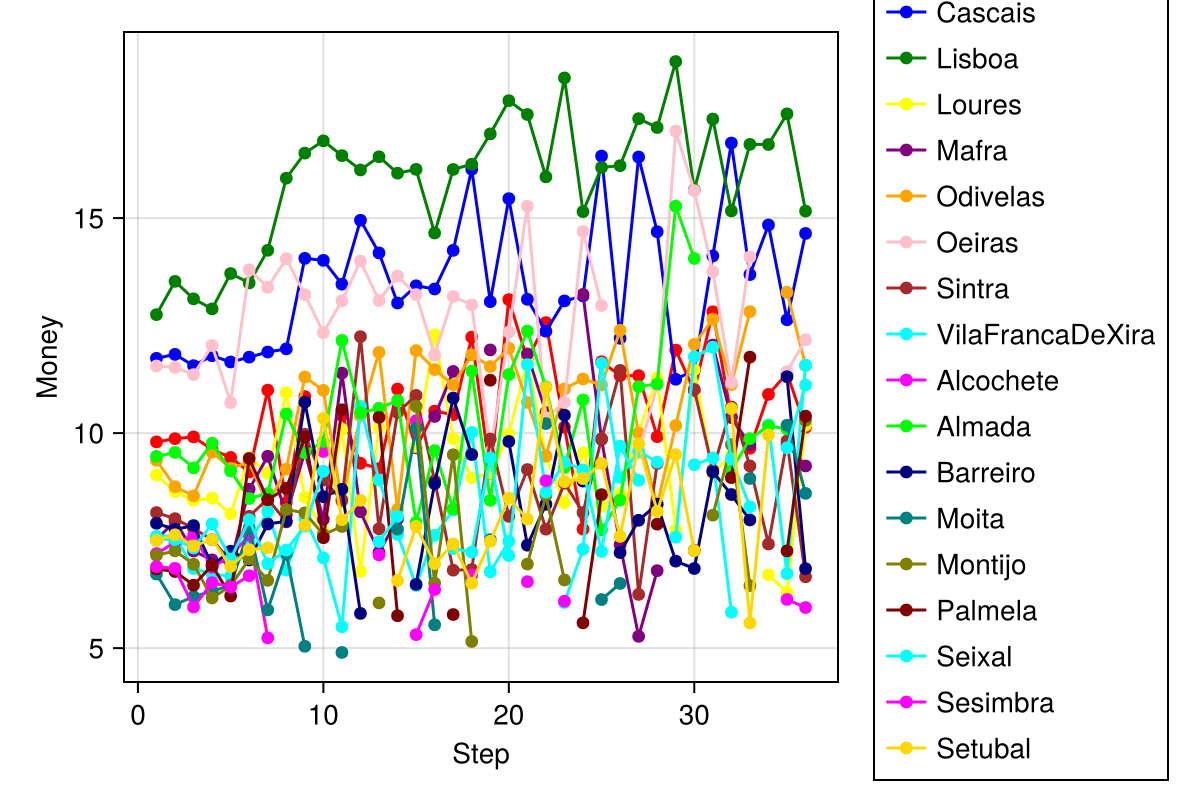 Cascais
Lisboa
Loures
Mafra
Odivelas
Oeiras
Sintra
VilaFrancaDeXira
Alcochete
Almada
Barreiro
Moita
Montijo
Palmela
Seixal
Sesimbra
Setubal
15
10
5
Money
0 10 20 30
Step